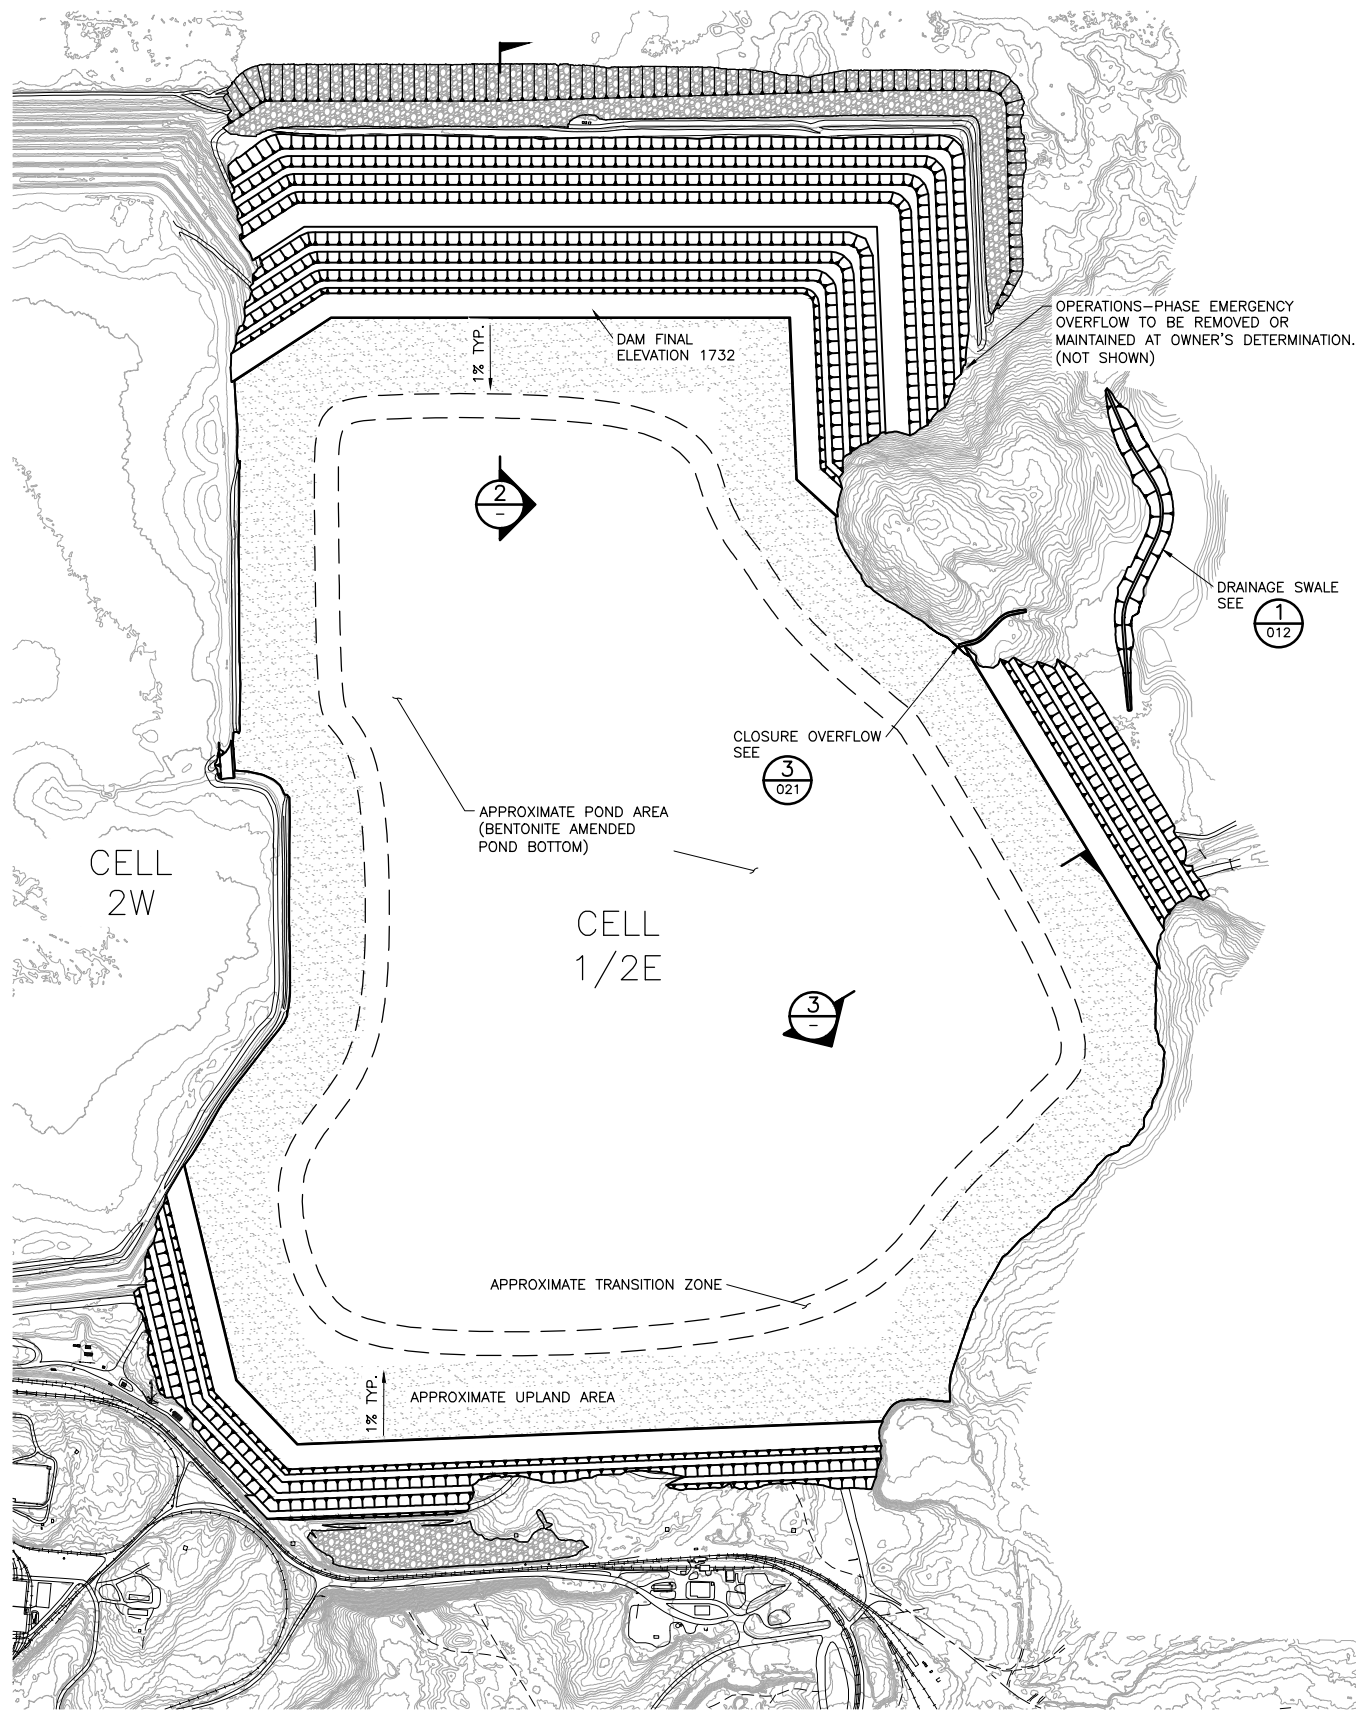 OPERATIONS-PHASE EMERGENCY
OVERFLOW TO BE REMOVED OR
MAINTAINED AT OWNER'S DETERMINATION.
(NOT SHOWN)
DAM FINAL
ELEVATION 1732
1% TYP.
2
-
DRAINAGE SWALE
SEE
1
012
CLOSURE OVERFLOW
SEE
3
021
APPROXIMATE POND AREA
(BENTONITE AMENDED
POND BOTTOM)
CELL
2W
CELL
1/2E
3
-
APPROXIMATE TRANSITION ZONE
1% TYP.
APPROXIMATE UPLAND AREA